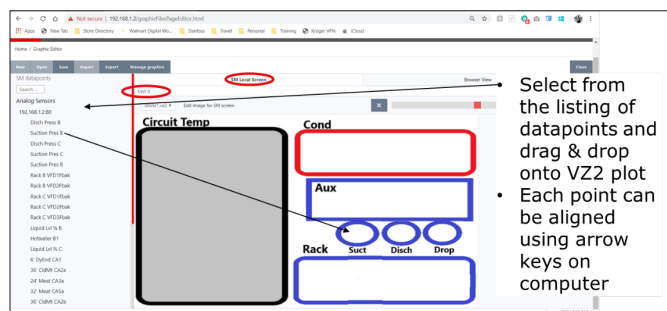 Not secure | 192.168.1.2/graphicFilesPageEditor.html
Apps New Tab Store Directory Walmart Digital Wo... Danfoss Travel Personal Training Kroger VPN iCloud
Home / Graphic Editor
New Open Save Import Export Manage graphics Close
SM datapoints
SM Local Screen
Browser View
Search...
Unit 0
Analog Sensors
Edit image for SM screen
192.168.1.2:80
Disch Press B
Suction Pres B
Disch Press C
Suction Pres C
Suction Pres B
Rack B VFD1Fbak
Rack B VFD2Fbak
Rack C VFD1Fbak
Rack C VFD2Fbak
Rack C VFD3Fbak
Liquid Lvl % B
Hotwater B1
Liquid Lvl % C
6' DyEnd CA1
36' CldMt CA2a
24' Meat CA3a
32' Meat CA5a
36' CldMt CA2b
Circuit Temp
Cond
Aux
Suct Disch Drop
Rack
• Select from
the listing of
datapoints and
drag & drop
onto VZ2 plot
• Each point can
be aligned
using arrow
keys on
computer